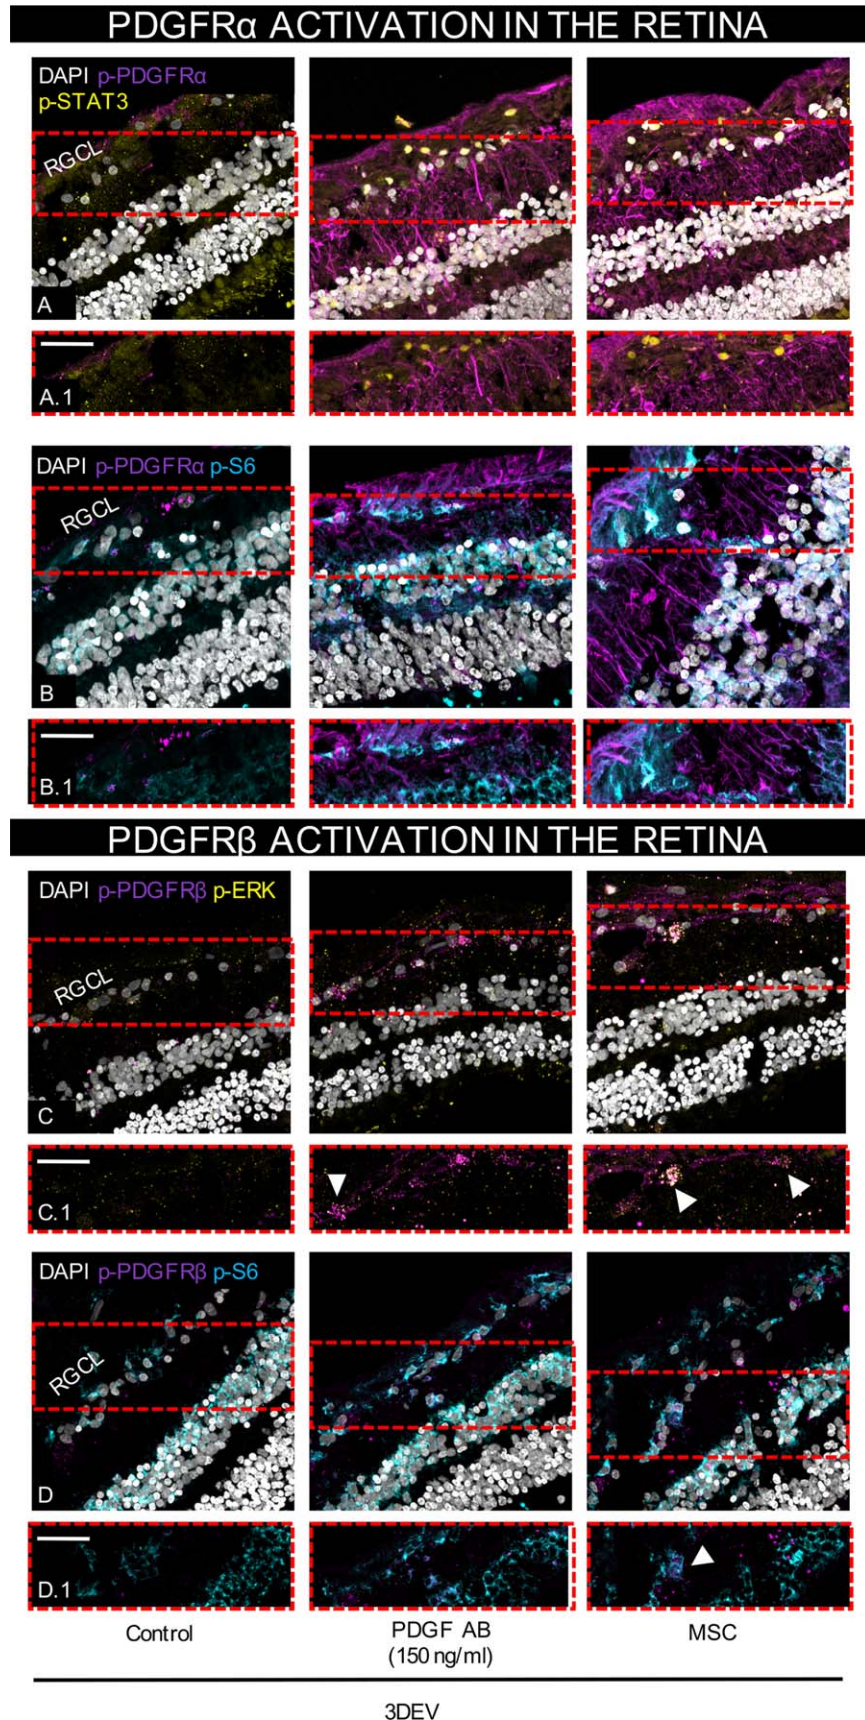 PDGFRα ACTIVATION IN THE RETINA
DAPI p-PDGFRα
p-STAT3
RGCL
A
A.1
DAPI p-PDGFRα p-S6
RGCL
B
B.1
PDGFRβ ACTIVATION IN THE RETINA
DAPI p-PDGFRβ p-ERK
RGCL
C
C.1
DAPI p-PDGFRβ p-S6
RGCL
D
D.1
Control PDGF AB MSC
(150 ng/ml)
3DEV